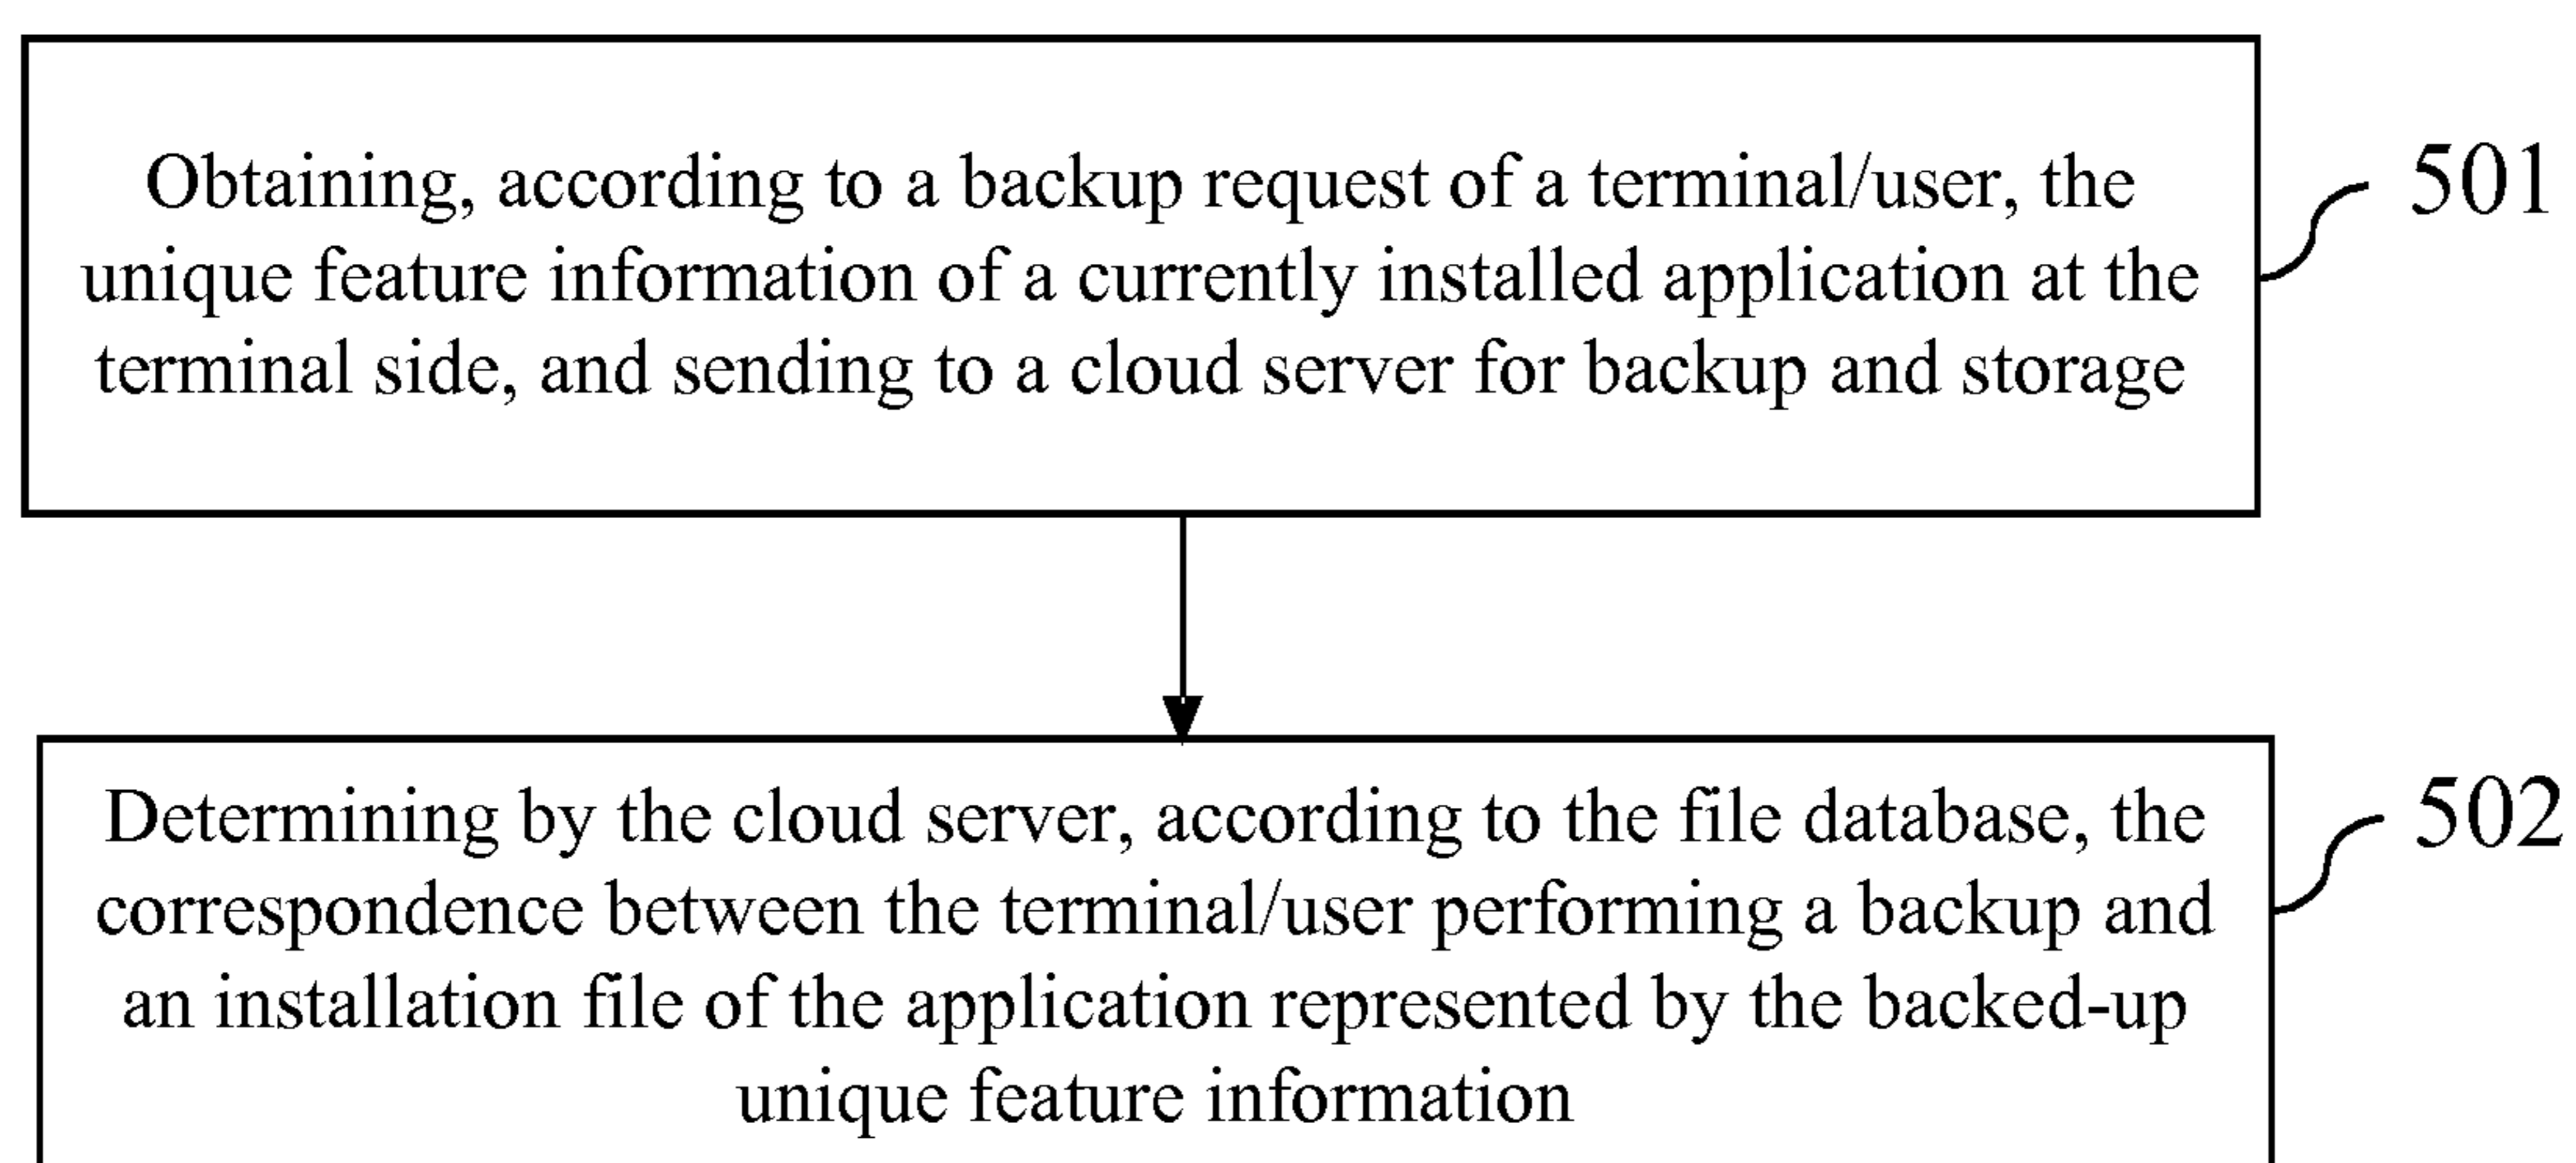 Obtaining, according to a backup request of a terminal/user, the
unique feature information of a currently installed application at the
terminal side, and sending to a cloud server for backup and storage
501
Determining by the cloud server, according to the file database, the
correspondence between the terminal/user performing a backup and
an installation file of the application represented by the backed-up
unique feature information
502